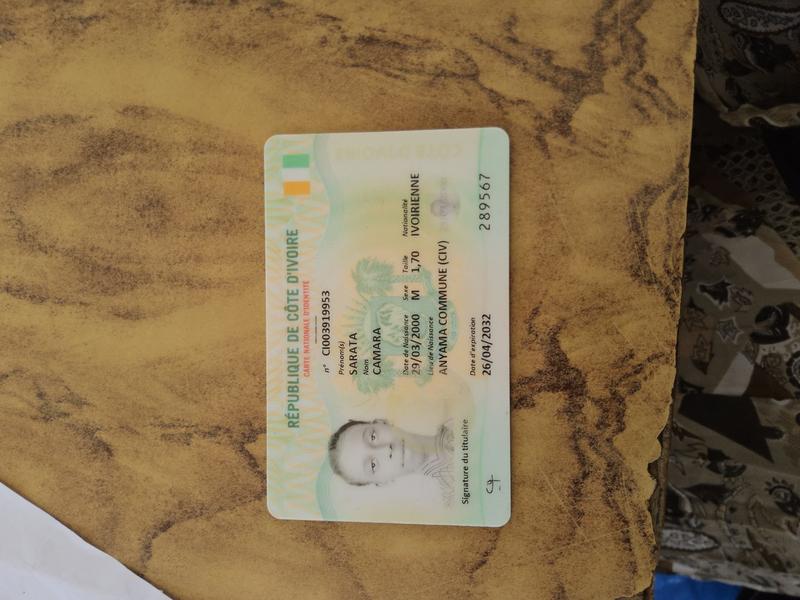 RÉPUBLIQUE DE CÔTE D'IVOIRE
CARTE NATIONALE D'IDENTITÉ
n° CI003919953
Prénom(s)
SARATA
Nom
CAMARA
Date de Naissance Sexe Taille Nationalité
29/03/2000 M 1,70 IVOIRIENNE
Lieu de Naissance
ANYAMA COMMUNE (CIV)
Signature du titulaire
Date d'expiration
26/04/2032
289567
CÔTE D'IVOIRE